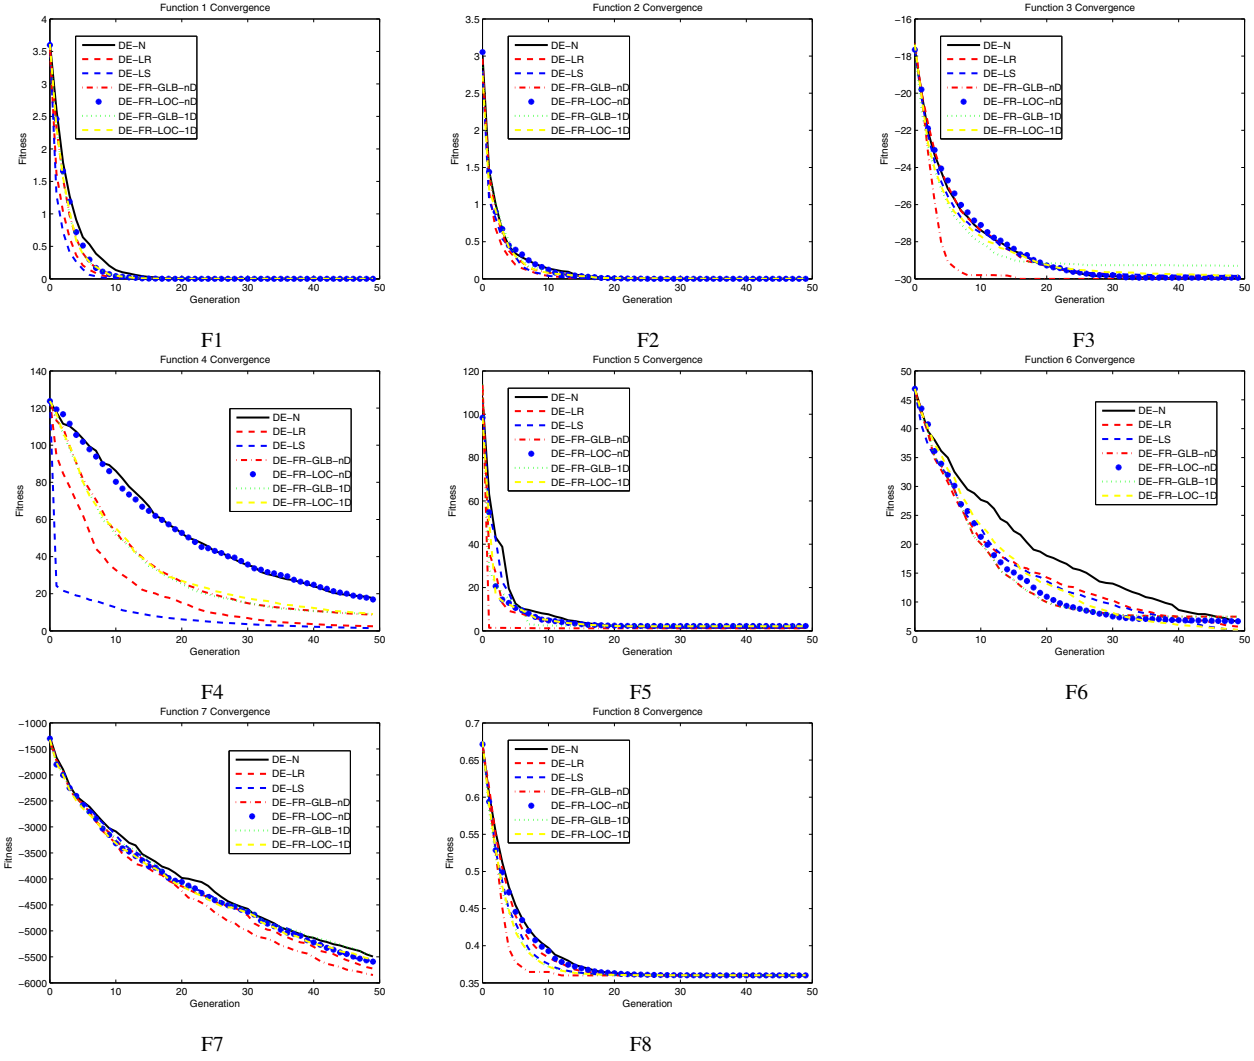 Function 1 Convergence
4
3.5
3
2.5
2
1.5
1
0.5
0
Fitness
DE-N
DE-LR
DE-LS
DE-FR-GLB-nD
DE-FR-LOC-nD
DE-FR-GLB-1D
DE-FR-LOC-1D
0 10 20 30 40 50
Generation
F1
Function 2 Convergence
3.5
3
2.5
2
1.5
1
0.5
0
Fitness
DE-N
DE-LR
DE-LS
DE-FR-GLB-nD
DE-FR-LOC-nD
DE-FR-GLB-1D
DE-FR-LOC-1D
0 10 20 30 40 50
Generation
F2
Function 3 Convergence
-16
-18
-20
-22
-24
-26
-28
-30
Fitness
DE-N
DE-LR
DE-LS
DE-FR-GLB-nD
DE-FR-LOC-nD
DE-FR-GLB-1D
DE-FR-LOC-1D
0 10 20 30 40 50
Generation
F3
Function 4 Convergence
140
120
100
80
60
40
20
0
Fitness
DE-N
DE-LR
DE-LS
DE-FR-GLB-nD
DE-FR-LOC-nD
DE-FR-GLB-1D
DE-FR-LOC-1D
0 10 20 30 40 50
Generation
F4
Function 5 Convergence
120
100
80
60
40
20
0
Fitness
DE-N
DE-LR
DE-LS
DE-FR-GLB-nD
DE-FR-LOC-nD
DE-FR-GLB-1D
DE-FR-LOC-1D
0 10 20 30 40 50
Generation
F5
Function 6 Convergence
50
45
40
35
30
25
20
15
10
5
Fitness
DE-N
DE-LR
DE-LS
DE-FR-GLB-nD
DE-FR-LOC-nD
DE-FR-GLB-1D
DE-FR-LOC-1D
0 10 20 30 40 50
Generation
F6
Function 7 Convergence
-1000
-1500
-2000
-2500
-3000
-3500
-4000
-4500
-5000
-5500
-6000
Fitness
DE-N
DE-LR
DE-LS
DE-FR-GLB-nD
DE-FR-LOC-nD
DE-FR-GLB-1D
DE-FR-LOC-1D
0 10 20 30 40 50
Generation
F7
Function 8 Convergence
0.7
0.65
0.6
0.55
0.5
0.45
0.4
0.35
Fitness
DE-N
DE-LR
DE-LS
DE-FR-GLB-nD
DE-FR-LOC-nD
DE-FR-GLB-1D
DE-FR-LOC-1D
0 10 20 30 40 50
Generation
F8